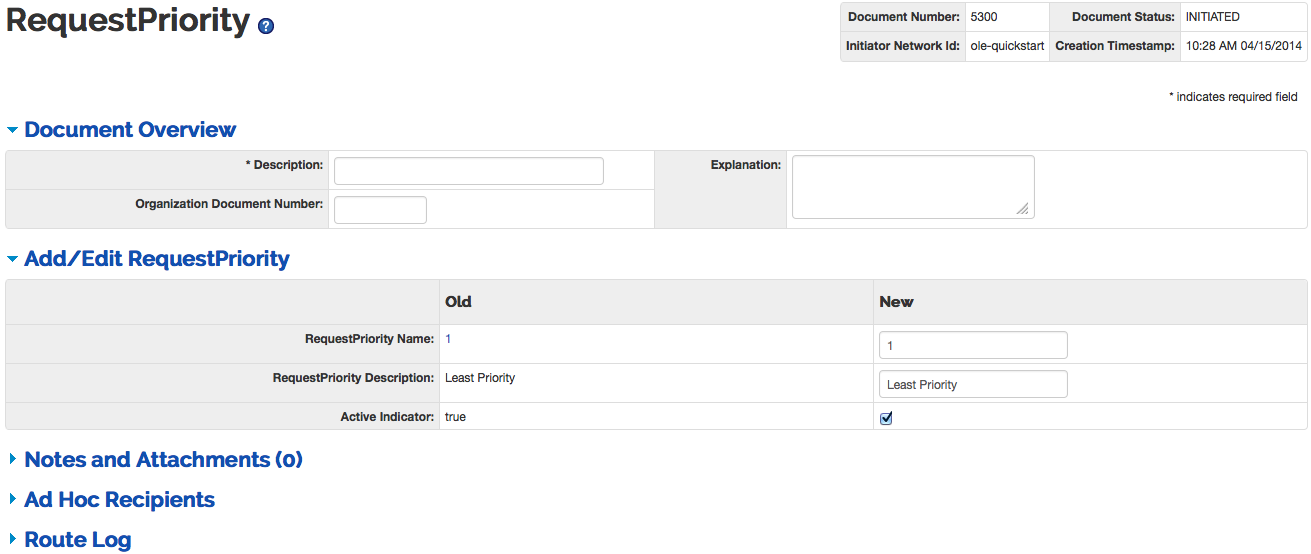 RequestPriority ?
Document Number: 5300 Document Status: INITIATED
Initiator Network Id: ole-quickstart Creation Timestamp: 10:28 AM 04/15/2014
* indicates required field
Document Overview
* Description: Explanation:
Organization Document Number:
Add/Edit RequestPriority
Old New
RequestPriority Name: 1 1
RequestPriority Description: Least Priority Least Priority
Active Indicator: true
Notes and Attachments (0)
Ad Hoc Recipients
Route Log